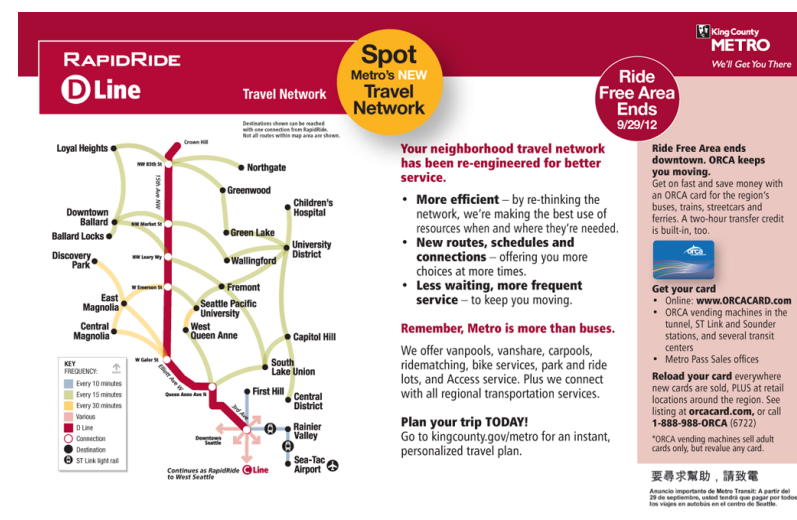 RAPIDRIDE
D Line
Travel Network
Spot
Metro's NEW
Travel
Network
King County
METRO
We'll Get You There
Ride
Free Area
Ends
9/29/12
Destinations shown can be reached
with one connection from RapidRide.
Not all routes within map area are shown.
Crown Hill
Loyal Heights
NW 85th St
Northgate
15th Ave NW
Greenwood
Children's
Hospital
Downtown
Ballard
NW Market St
Green Lake
Ballard Locks
University
District
Discovery
Park
NW Leary Wy
Wallingford
W Emerson St
Fremont
East
Magnolia
Seattle Pacific
University
Central
Magnolia
West
Queen Anne
Capitol Hill
W Galer St
South
Lake Union
Elliott Ave W
Queen Anne Ave N
First Hill
Central
District
3rd Ave
Downtown
Seattle
Rainier
Valley
Sea-Tac
Airport
Continues as RapidRide C Line
to West Seattle
KEY
FREQUENCY:
Every 10 minutes
Every 15 minutes
Every 30 minutes
Various
D Line
Connection
Destination
ST Link light rail
Your neighborhood travel network
has been re-engineered for better
service.
• More efficient – by re-thinking the
network, we're making the best use of
resources when and where they're needed.
• New routes, schedules and
connections – offering you more
choices at more times.
• Less waiting, more frequent
service – to keep you moving.
Remember, Metro is more than buses.
We offer vanpools, vanshare, carpools,
ridematching, bike services, park and ride
lots, and Access service. Plus we connect
with all regional transportation services.
Plan your trip TODAY!
Go to kingcounty.gov/metro for an instant,
personalized travel plan.
Ride Free Area ends
downtown. ORCA keeps
you moving.
Get on fast and save money with
an ORCA card for the region's
buses, trains, streetcars and
ferries. A two-hour transfer credit
is built-in, too.
orca
Get your card
• Online: www.ORCACARD.com
• ORCA vending machines in the
tunnel, ST Link and Sounder
stations, and several transit
centers
• Metro Pass Sales offices
Reload your card everywhere
new cards are sold, PLUS at retail
locations around the region. See
listing at orcacard.com, or call
1-888-988-ORCA (6722)
*ORCA vending machines sell adult
cards only, but revalue any card.
要尋求幫助，請致電
Anuncio importante de Metro Transit: A partir del
29 de septiembre, usted tendrá que pagar por todos
los viajes en autobús en el centro de Seattle.